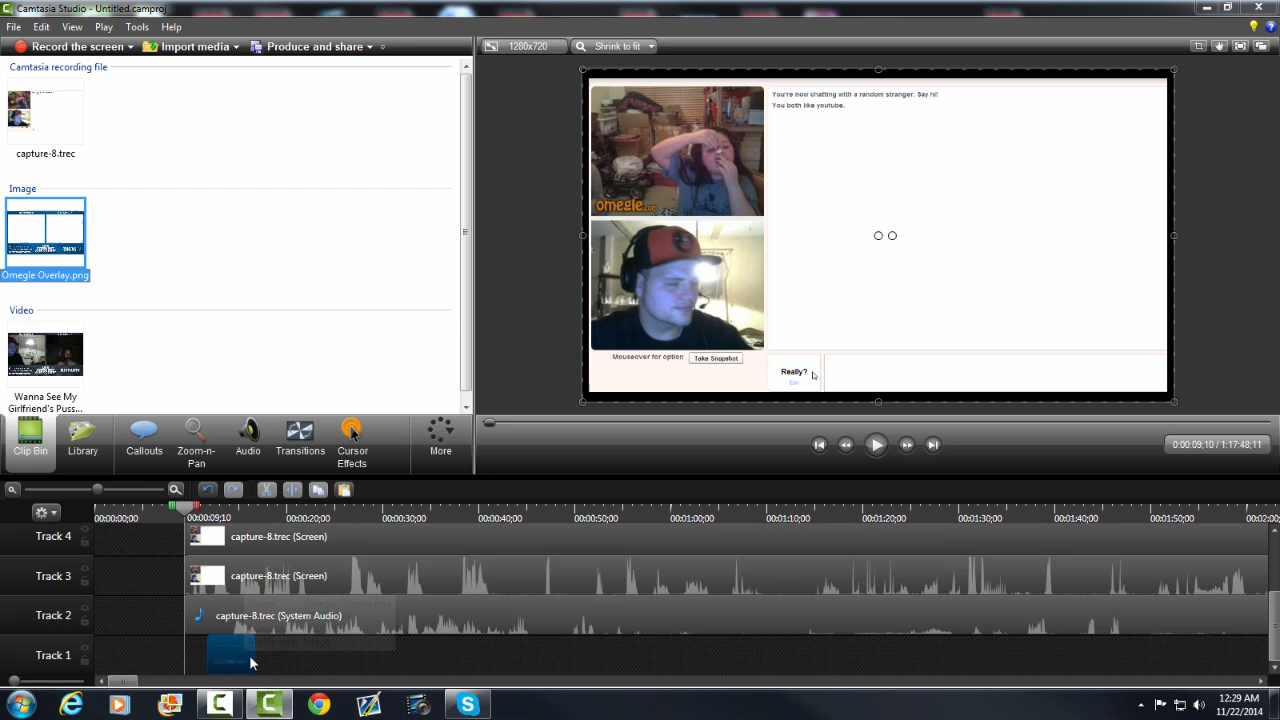 Camtasia Studio - Untitled.camproj
File Edit View Play Tools Help
Record the screen Import media Produce and share
1280x720 Shrink to fit
Camtasia recording file
capture-8.trec
Image
Omegle Overlay.png
Video
Wanna See My
Girlfriend's Puss...
You're now chatting with a random stranger. Say hi!
You both like youtube.
omegle.com
Mouseover for option Take Snapshot
Really?
Esc
Clip Bin Library Callouts Zoom-n-Pan Audio Transitions Cursor Effects More
0:00:09;10 / 1:17:48;11
00:00:00;00 00:00:09;10 00:00:20;00 00:00:30;00 00:00:40;00 00:00:50;00 00:01:00;00 00:01:10;00 00:01:20;00 00:01:30;00 00:01:40;00 00:01:50;00 00:02:00
Track 4 capture-8.trec (Screen)
Track 3 capture-8.trec (Screen)
Track 2 capture-8.trec (System Audio)
Track 1
12:29 AM
11/22/2014